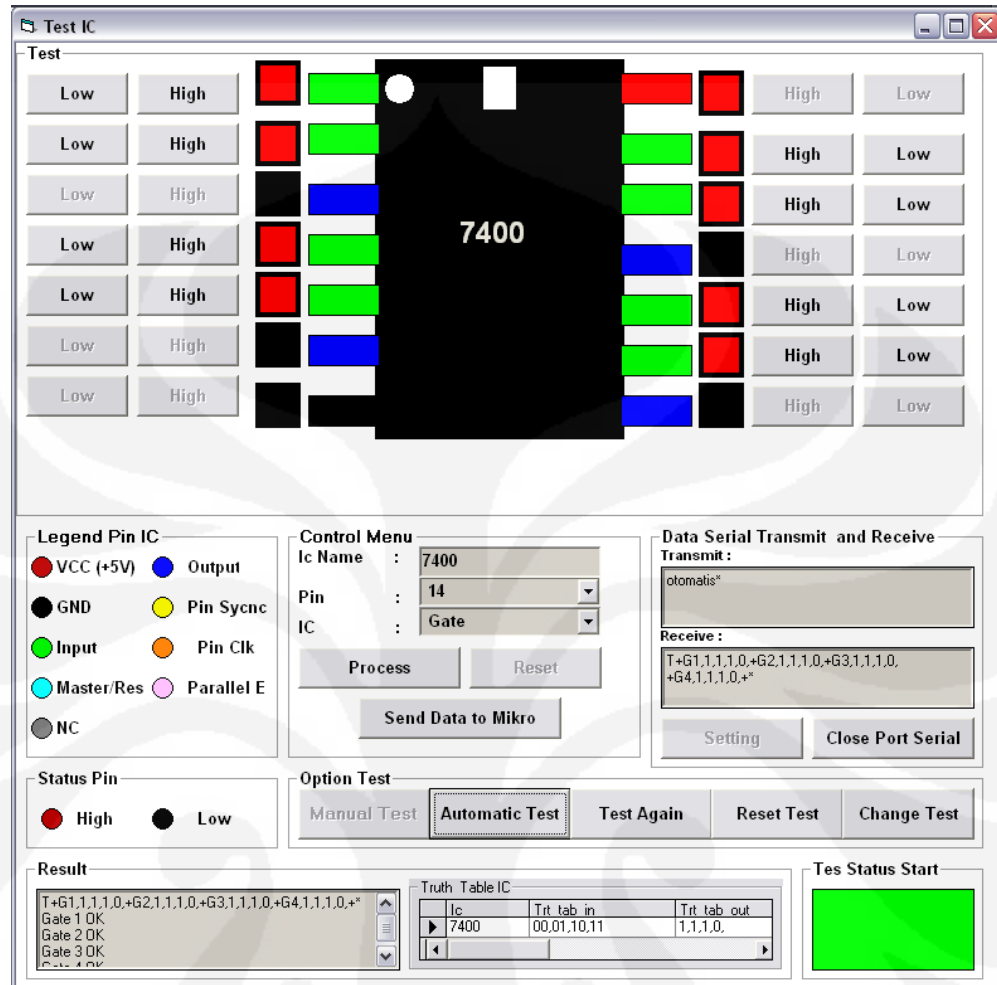 Test IC
Test
Low High High Low
Low High High Low
Low High High Low
Low High 7400 High Low
Low High High Low
Low High High Low
Low High High Low
Legend Pin IC
VCC (+5V) Output
GND Pin Sycnc
Input Pin Clk
Master/Res Parallel E
NC
Control Menu
Ic Name : 7400
Pin : 14
IC : Gate
Process Reset
Send Data to Mikro
Data Serial Transmit and Receive
Transmit :
otomatis*
Receive :
T+G1,1,1,1,0,+G2,1,1,1,0,+G3,1,1,1,0,
+G4,1,1,1,0,+*
Setting Close Port Serial
Status Pin
High Low
Option Test
Manual Test Automatic Test Test Again Reset Test Change Test
Result
T+G1,1,1,1,0,+G2,1,1,1,0,+G3,1,1,1,0,+G4,1,1,1,0,+*
Gate 1 OK
Gate 2 OK
Gate 3 OK
Gate 4 OK
Truth Table IC
Ic Trt tab in Trt tab out
7400 00,01,10,11 1,1,1,0,
Tes Status Start